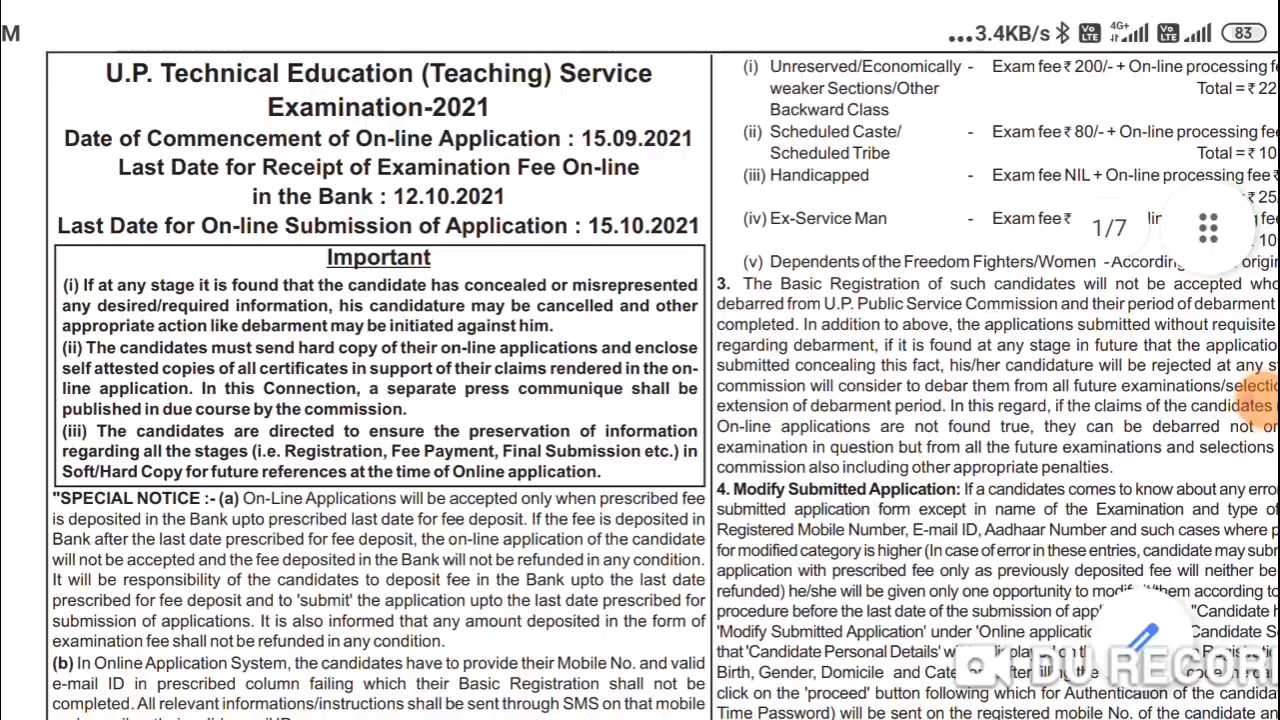 M
...3.4KB/s 4G+ 83
U.P. Technical Education (Teaching) Service
Examination-2021
Date of Commencement of On-line Application : 15.09.2021
Last Date for Receipt of Examination Fee On-line
in the Bank : 12.10.2021
Last Date for On-line Submission of Application : 15.10.2021
Important
(i) If at any stage it is found that the candidate has concealed or misrepresented
any desired/required information, his candidature may be cancelled and other
appropriate action like debarment may be initiated against him.
(ii) The candidates must send hard copy of their on-line applications and enclose
self attested copies of all certificates in support of their claims rendered in the on-
line application. In this Connection, a separate press communique shall be
published in due course by the commission.
(iii) The candidates are directed to ensure the preservation of information
regarding all the stages (i.e. Registration, Fee Payment, Final Submission etc.) in
Soft/Hard Copy for future references at the time of Online application.
"SPECIAL NOTICE :- (a) On-Line Applications will be accepted only when prescribed fee
is deposited in the Bank upto prescribed last date for fee deposit. If the fee is deposited in
Bank after the last date prescribed for fee deposit, the on-line application of the candidate
will not be accepted and the fee deposited in the Bank will not be refunded in any condition.
It will be responsibility of the candidates to deposit fee in the Bank upto the last date
prescribed for fee deposit and to 'submit' the application upto the last date prescribed for
submission of applications. It is also informed that any amount deposited in the form of
examination fee shall not be refunded in any condition.
(b) In Online Application System, the candidates have to provide their Mobile No. and valid
e-mail ID in prescribed column failing which their Basic Registration shall not be
completed. All relevant informations/instructions shall be sent through SMS on that mobile
(i) Unreserved/Economically - Exam fee ₹ 200/- + On-line processing
weaker Sections/Other Total = ₹ 22
Backward Class
(ii) Scheduled Caste/ - Exam fee ₹ 80/- + On-line processing
Scheduled Tribe Total = ₹ 10
(iii) Handicapped - Exam fee NIL + On-line processing fee ₹
₹ 25
(iv) Ex-Service Man - Exam fee ₹
10
1/7
(v) Dependents of the Freedom Fighters/Women -
3. The Basic Registration of such candidates will not be accepted
debarred from U.P. Public Service Commission and their period of debarment
completed. In addition to above, the applications submitted without requisite
regarding debarment, if it is found at any stage in future that the
submitted concealing this fact, his/her candidature will be rejected at any
commission will consider to debar them from all future
extension of debarment period. In this regard, if the claims of the candidates
On-line applications are not found true, they can be debarred not
examination in question but from all the future examinations and selections
commission also including other appropriate penalties.
4. Modify Submitted Application: If a candidates comes to know about any
submitted application form except in name of the Examination and type of
Registered Mobile Number, E-mail ID, Aadhaar Number and such cases where
for modified category is higher (In case of error in these entries, candidate may
application with prescribed fee only as previously deposited fee will neither be
refunded) he/she will be given only one opportunity to according to
procedure before the last date of the submission of "Candidate
'Modify Submitted Application' under 'Online Candidate
that 'Candidate Personal Details'
Birth, Gender, Domicile and
click on the 'proceed' button following which for Authentication of the
Time Password) will be sent on the registered mobile No. of the candidate
DU RECOR